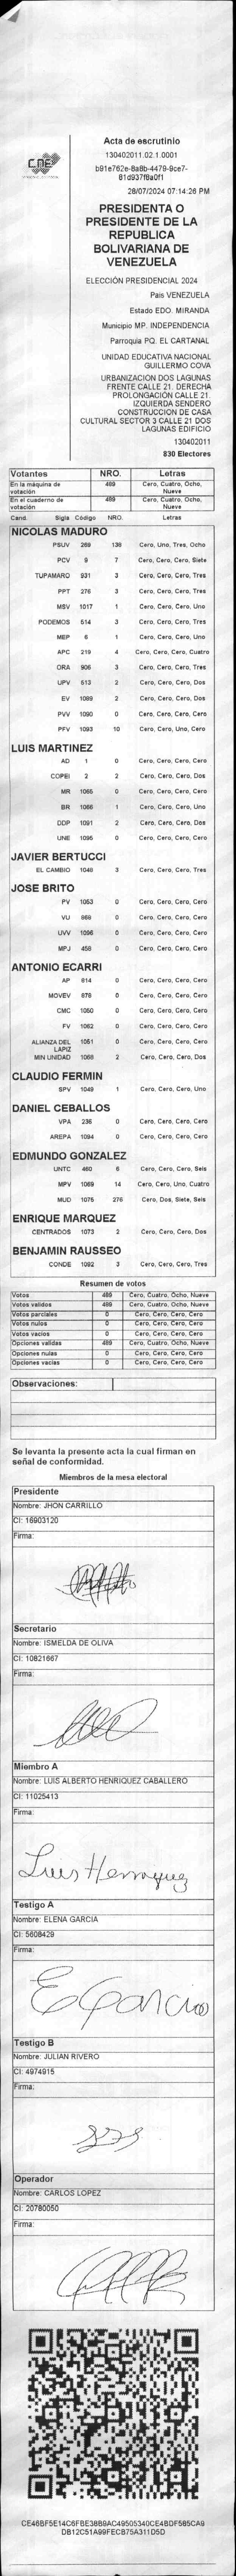 CNE
Acta de escrutinio
130402011.02.1.0001
b91e762e-8a8b-4479-9ce7-
81d937f8a0f1
28/07/2024 07:14:26 PM
PRESIDENTA O
PRESIDENTE DE LA
REPUBLICA
BOLIVARIANA DE
VENEZUELA
ELECCIÓN PRESIDENCIAL 2024
Pais VENEZUELA
Estado EDO. MIRANDA
Municipio MP. INDEPENDENCIA
Parroquia PQ. EL CARTANAL
UNIDAD EDUCATIVA NACIONAL
GUILLERMO COVA
URBANIZACION DOS LAGUNAS
FRENTE CALLE 21. DERECHA
PROLONGACIÓN CALLE 21.
IZQUIERDA SENDERO
CONSTRUCCION DE CASA
CULTURAL SECTOR 3 CALLE 21 DOS
LAGUNAS EDIFICIO
130402011
830 Electores
Votantes NRO. Letras
En la máquina de votación 489 Cero, Cuatro, Ocho, Nueve
En el cuaderno de votación 489 Cero, Cuatro, Ocho, Nueve
Cand. Sigla Código NRO. Letras
NICOLAS MADURO
PSUV 269 138 Cero, Uno, Tres, Ocho
PCV 9 7 Cero, Cero, Cero, Siete
TUPAMARO 931 3 Cero, Cero, Cero, Tres
PPT 276 3 Cero, Cero, Cero, Tres
MSV 1017 1 Cero, Cero, Cero, Uno
PODEMOS 514 3 Cero, Cero, Cero, Tres
MEP 6 1 Cero, Cero, Cero, Uno
APC 219 4 Cero, Cero, Cero, Cuatro
ORA 906 3 Cero, Cero, Cero, Tres
UPV 613 2 Cero, Cero, Cero, Dos
EV 1089 2 Cero, Cero, Cero, Dos
PVV 1090 0 Cero, Cero, Cero, Cero
PFV 1093 10 Cero, Cero, Uno, Cero
LUIS MARTINEZ
AD 1 0 Cero, Cero, Cero, Cero
COPEI 2 2 Cero, Cero, Cero, Dos
MR 1065 0 Cero, Cero, Cero, Cero
BR 1066 1 Cero, Cero, Cero, Uno
DDP 1091 2 Cero, Cero, Cero, Dos
UNE 1095 0 Cero, Cero, Cero, Cero
JAVIER BERTUCCI
EL CAMBIO 1048 3 Cero, Cero, Cero, Tres
JOSE BRITO
PV 1053 0 Cero, Cero, Cero, Cero
VU 868 0 Cero, Cero, Cero, Cero
UVV 1096 0 Cero, Cero, Cero, Cero
MPJ 458 0 Cero, Cero, Cero, Cero
ANTONIO ECARRI
AP 814 0 Cero, Cero, Cero, Cero
MOVEV 878 0 Cero, Cero, Cero, Cero
CMC 1050 0 Cero, Cero, Cero, Cero
FV 1062 0 Cero, Cero, Cero, Cero
ALIANZA DEL LAPIZ 1051 0 Cero, Cero, Cero, Cero
MIN UNIDAD 1068 2 Cero, Cero, Cero, Dos
CLAUDIO FERMIN
SPV 1049 1 Cero, Cero, Cero, Uno
DANIEL CEBALLOS
VPA 236 0 Cero, Cero, Cero, Cero
AREPA 1094 0 Cero, Cero, Cero, Cero
EDMUNDO GONZALEZ
UNTC 460 6 Cero, Cero, Cero, Seis
MPV 1069 14 Cero, Cero, Uno, Cuatro
MUD 1075 276 Cero, Dos, Siete, Seis
ENRIQUE MARQUEZ
CENTRADOS 1073 2 Cero, Cero, Cero, Dos
BENJAMIN RAUSSEO
CONDE 1092 3 Cero, Cero, Cero, Tres
Resumen de votos
Votos 489 Cero, Cuatro, Ocho, Nueve
Votos validos 489 Cero, Cuatro, Ocho, Nueve
Votos parciales 0 Cero, Cero, Cero, Cero
Votos nulos 0 Cero, Cero, Cero, Cero
Votos vacios 0 Cero, Cero, Cero, Cero
Opciones validas 489 Cero, Cuatro, Ocho, Nueve
Opciones nulas 0 Cero, Cero, Cero, Cero
Opciones vacias 0 Cero, Cero, Cero, Cero
Observaciones:
Se levanta la presente acta la cual firman en
señal de conformidad.
Miembros de la mesa electoral
Presidente
Nombre: JHON CARRILLO
CI: 16903120
Firma:
Secretario
Nombre: ISMELDA DE OLIVA
CI: 10821667
Firma:
Miembro A
Nombre: LUIS ALBERTO HENRIQUEZ CABALLERO
CI: 11025413
Firma:
Luis Henriquez
Testigo A
Nombre: ELENA GARCIA
CI: 5608429
Firma:
E Garcia
Testigo B
Nombre: JULIAN RIVERO
CI: 4974915
Firma:
Operador
Nombre: CARLOS LOPEZ
CI: 20780050
Firma:
CE46BF5E14C6FBE38B9AC49505340CE4BDF585CA9
DB12C51A99FECB75A311D5D